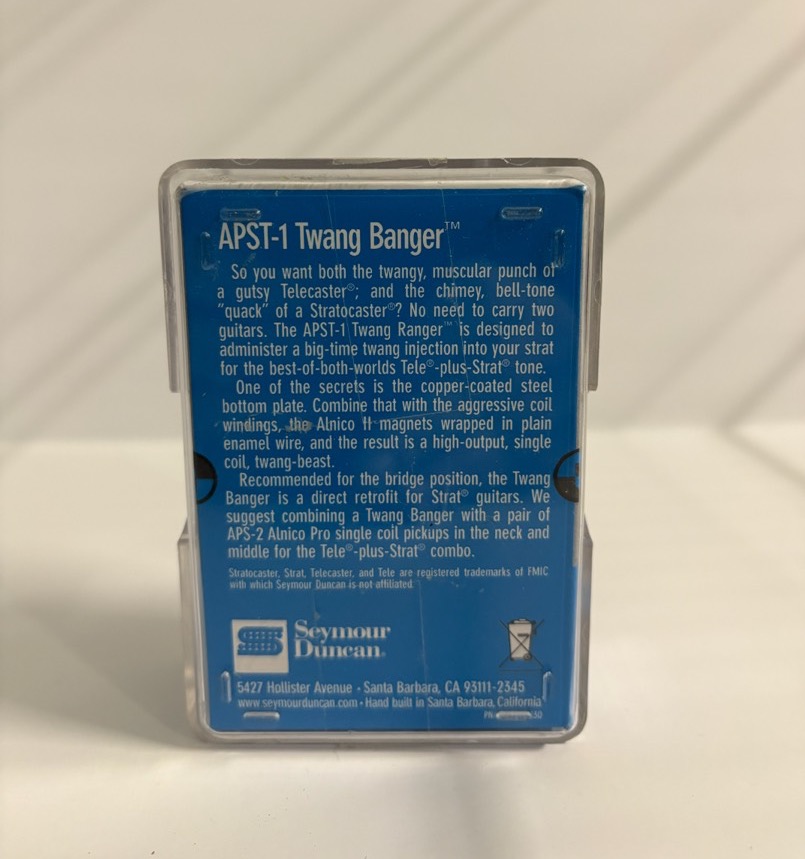 APST-1 Twang Banger™
So you want both the twangy, muscular punch of
a gutsy Telecaster®; and the chimey, bell-tone
"quack" of a Stratocaster®? No need to carry two
guitars. The APST-1 Twang Ranger™ is designed to
administer a big-time twang injection into your strat
for the best-of-both-worlds Tele®-plus-Strat® tone.
One of the secrets is the copper-coated steel
bottom plate. Combine that with the aggressive coil
windings, the Alnico II magnets wrapped in plain
enamel wire, and the result is a high-output, single
coil, twang-beast.
Recommended for the bridge position, the Twang
Banger is a direct retrofit for Strat® guitars. We
suggest combining a Twang Banger with a pair of
APS-2 Alnico Pro single coil pickups in the neck and
middle for the Tele®-plus-Strat® combo.
Stratocaster, Strat, Telecaster, and Tele are registered trademarks of FMIC
with which Seymour Duncan is not affiliated.
Seymour
Duncan®
5427 Hollister Avenue • Santa Barbara, CA 93111-2345
www.seymourduncan.com • Hand built in Santa Barbara, California